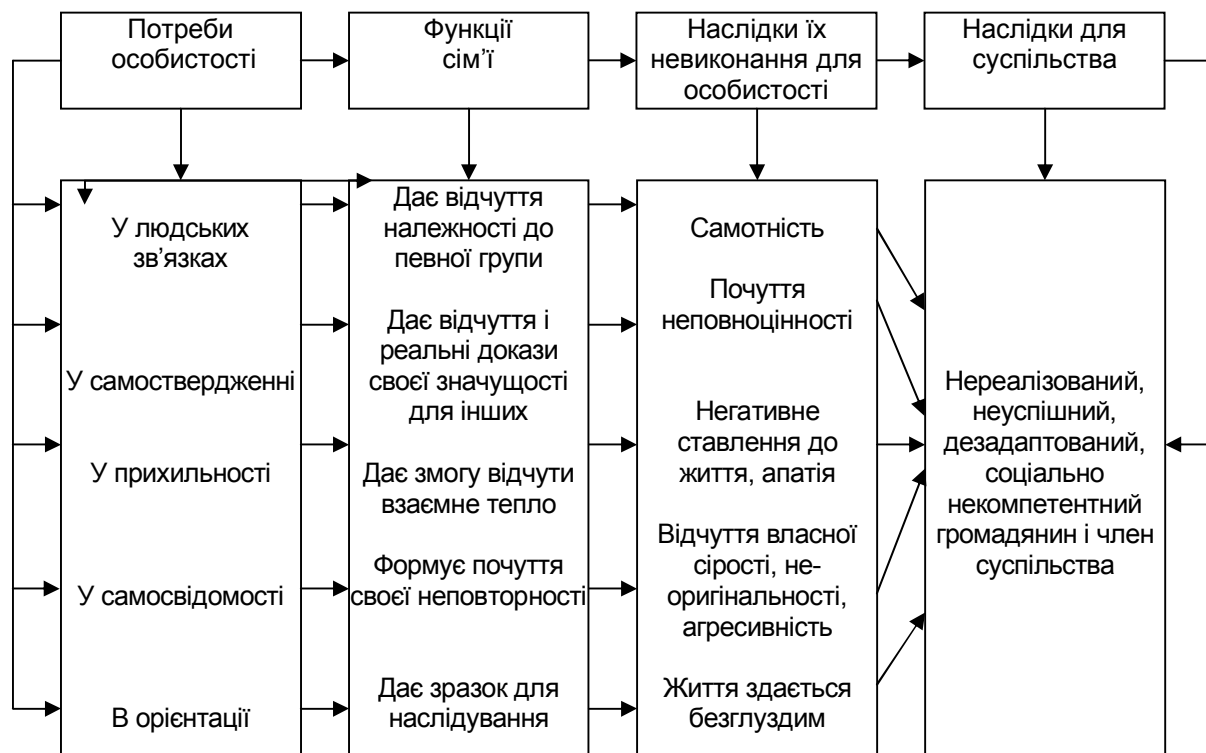 Потреби
особистості
Функції
сім’ї
Наслідки їх
невиконання для
особистості
Наслідки для
суспільства
У людських
зв’язках
У самоствердженні
У прихильності
У самосвідомості
В орієнтації
Дає відчуття
належності до
певної групи
Дає відчуття і
реальні докази
своєї значущості
для інших
Дає змогу відчути
взаємне тепло
Формує почуття
своєї неповторності
Дає зразок для
наслідування
Самотність
Почуття
неповноцінності
Негативне
ставлення до
життя, апатія
Відчуття власної
сірості, не-
оригінальності,
агресивність
Життя здається
безглуздим
Нереалізований,
неуспішний,
дезадаптований,
соціально
некомпетентний
громадянин і член
суспільства